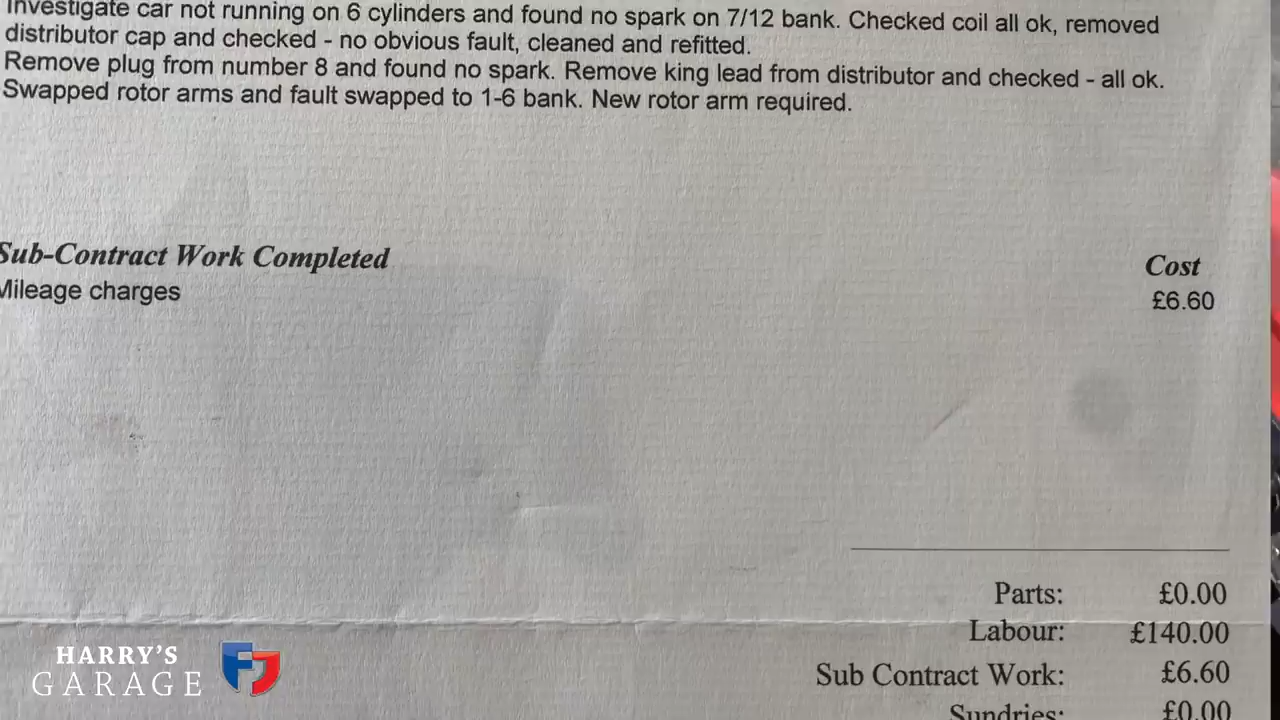 Investigate car not running on 6 cylinders and found no spark on 7/12 bank. Checked coil all ok, removed
distributor cap and checked - no obvious fault, cleaned and refitted.
Remove plug from number 8 and found no spark. Remove king lead from distributor and checked - all ok.
Swapped rotor arms and fault swapped to 1-6 bank. New rotor arm required.
Sub-Contract Work Completed Cost
Mileage charges £6.60
Parts: £0.00
Labour: £140.00
Sub Contract Work: £6.60
Sundries: £0.00
HARRY'S
GARAGE